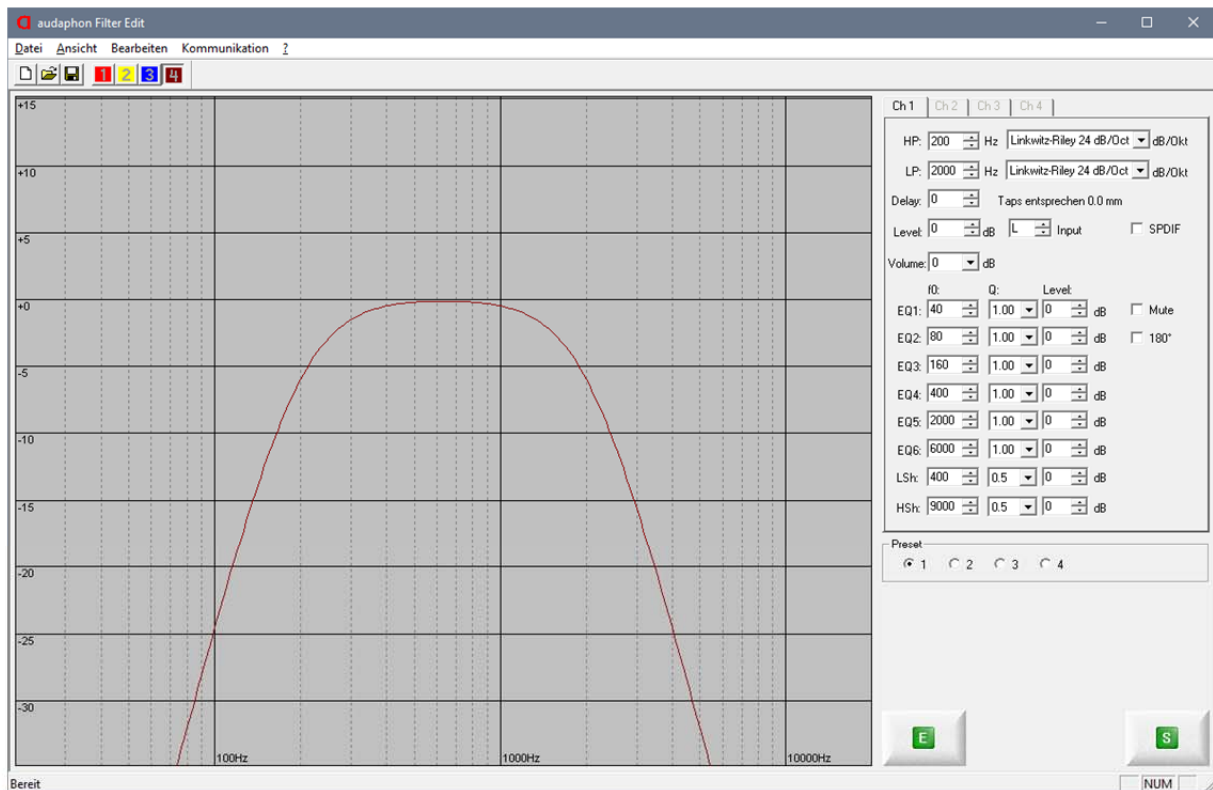 audaphon Filter Edit
Datei Ansicht Bearbeiten Kommunikation ?
1 2 3 4
+15
+10
+5
+0
-5
-10
-15
-20
-25
-30
100Hz 1000Hz 10000Hz
Ch 1 Ch 2 Ch 3 Ch 4
HP: 200 Hz Linkwitz-Riley 24 dB/Oct dB/Okt
LP: 2000 Hz Linkwitz-Riley 24 dB/Oct dB/Okt
Delay: 0 Taps entsprechen 0.0 mm
Level: 0 dB L Input SPDIF
Volume: 0 dB
f0: Q: Level:
EQ1: 40 1.00 0 dB Mute
EQ2: 80 1.00 0 dB 180°
EQ3: 160 1.00 0 dB
EQ4: 400 1.00 0 dB
EQ5: 2000 1.00 0 dB
EQ6: 6000 1.00 0 dB
LSh: 400 0.5 0 dB
HSh: 9000 0.5 0 dB
Preset
1 2 3 4
E S
Bereit NUM